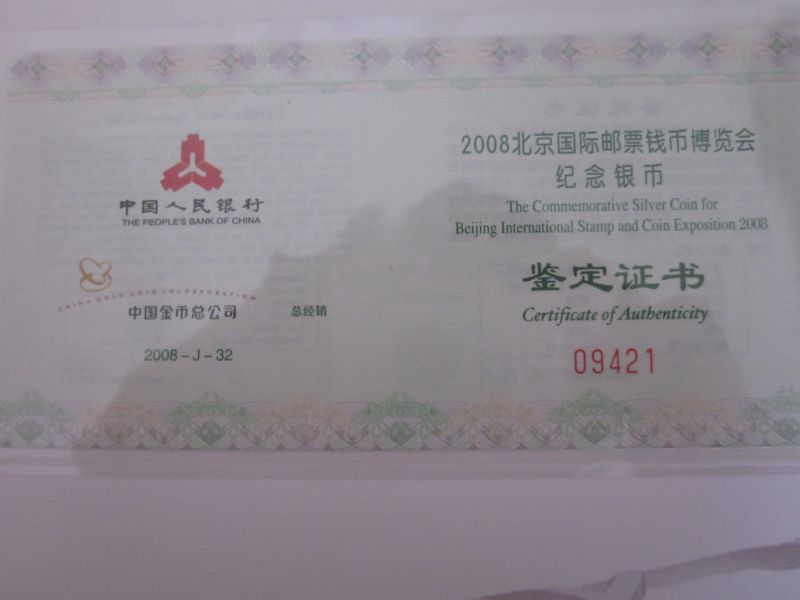 中国人民银行
THE PEOPLE'S BANK OF CHINA
CHINA GOLD COIN INCORPORATION
中国金币总公司
总经销
2008-J-32
2008北京国际邮票钱币博览会
纪念银币
The Commemorative Silver Coin for
Beijing International Stamp and Coin Exposition 2008
鉴定证书
Certificate of Authenticity
09421